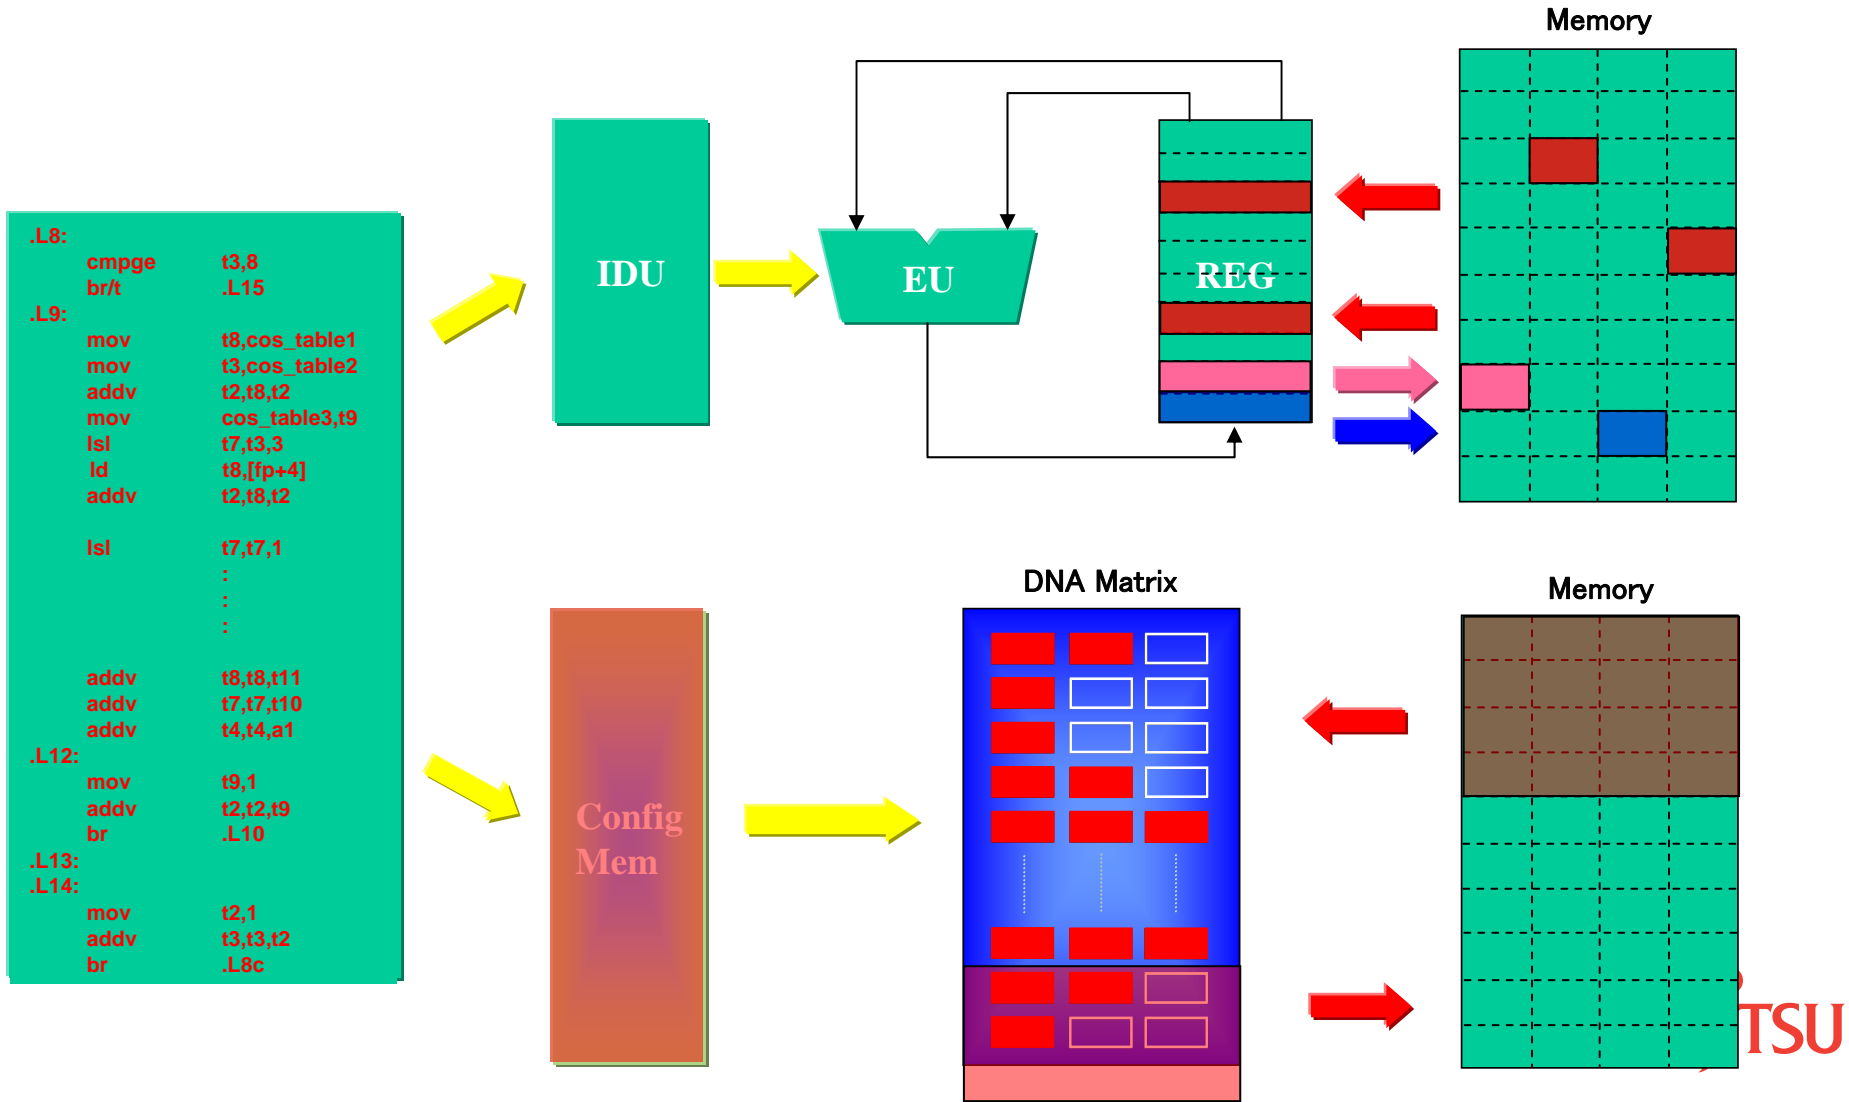 Memory
.L8:
cmpge t3,8
br/t .L15
.L9:
mov t8,cos_table1
mov t3,cos_table2
addv t2,t8,t2
mov cos_table3,t9
lsl t7,t3,3
ld t8,[fp+4]
addv t2,t8,t2
lsl t7,t7,1
:
:
:
addv t8,t8,t11
addv t7,t7,t10
addv t4,t4,a1
.L12:
mov t9,1
addv t2,t2,t9
br .L10
.L13:
.L14:
mov t2,1
addv t3,t3,t2
br .L8c
IDU
EU
REG
DNA Matrix
Memory
Config
Mem
TSU